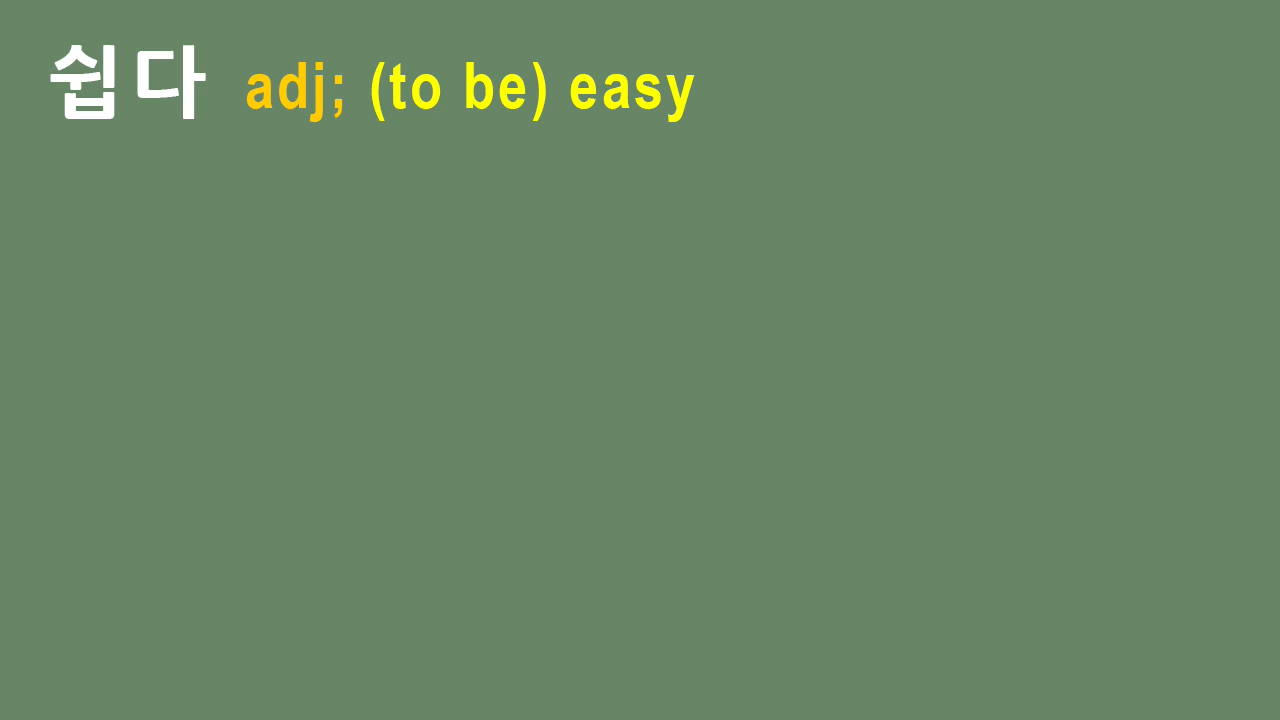 쉽다 adj; (to be) easy